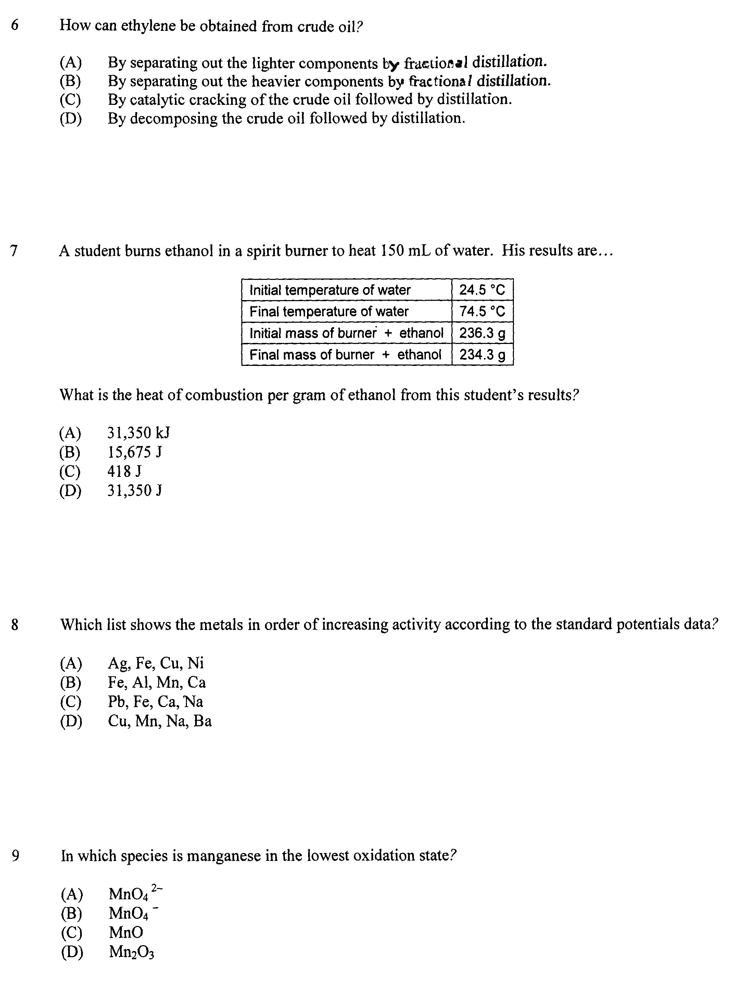 6 How can ethylene be obtained from crude oil?
(A) By separating out the lighter components by fractional distillation.
(B) By separating out the heavier components by fractional distillation.
(C) By catalytic cracking of the crude oil followed by distillation.
(D) By decomposing the crude oil followed by distillation.
7 A student burns ethanol in a spirit burner to heat 150 mL of water. His results are...
Initial temperature of water 24.5 °C
Final temperature of water 74.5 °C
Initial mass of burner + ethanol 236.3 g
Final mass of burner + ethanol 234.3 g
What is the heat of combustion per gram of ethanol from this student's results?
(A) 31,350 kJ
(B) 15,675 J
(C) 418 J
(D) 31,350 J
8 Which list shows the metals in order of increasing activity according to the standard potentials data?
(A) Ag, Fe, Cu, Ni
(B) Fe, Al, Mn, Ca
(C) Pb, Fe, Ca, Na
(D) Cu, Mn, Na, Ba
9 In which species is manganese in the lowest oxidation state?
(A) MnO₄ ²⁻
(B) MnO₄ ⁻
(C) MnO
(D) Mn₂O₃